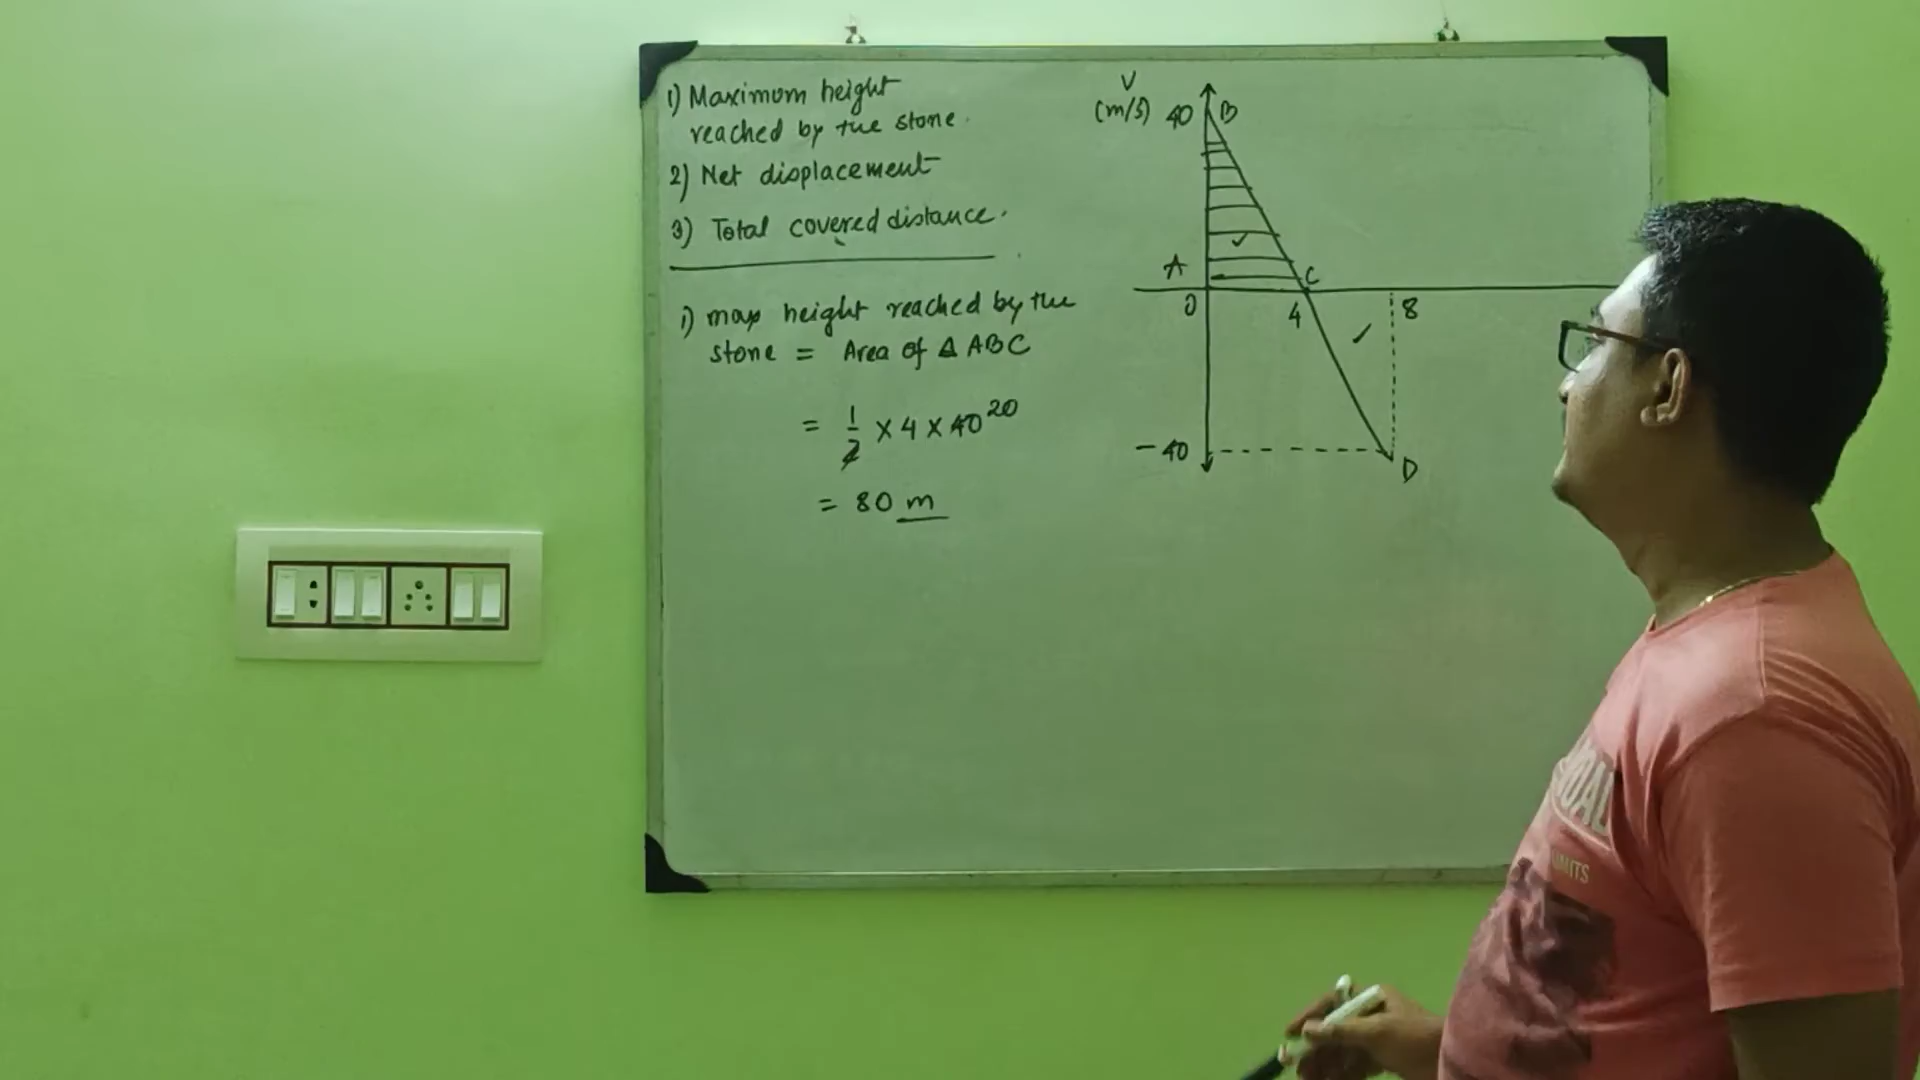 1) Maximum height
reached by the stone.
2) Net displacement
3) Total covered distance.
1) max height reached by the
stone = Area of Δ ABC
= 1/2 × 4 × 40 20
= 80 m
V
(m/s) 40 B
A C
0 4 8
- 40 D
IMITS